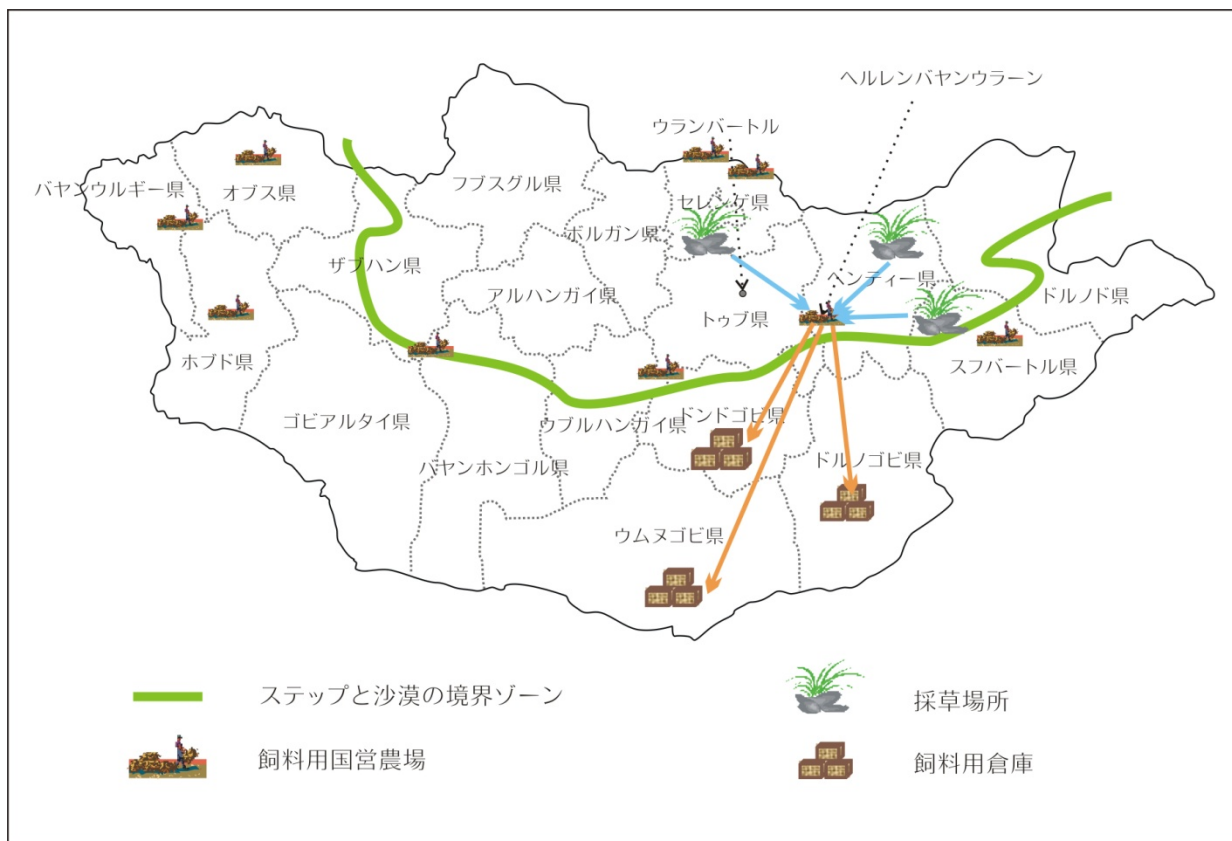 ヘルレンバヤンウラーン
ウランバートル
バヤンウルギー県
オブス県
フブスグル県
セレンゲ県
ボルガン県
ザブハン県
アルハンガイ県
ヘンティー県
トゥブ県
ドルノド県
ホブド県
スフバートル県
ゴビアルタイ県
ウブルハンガイ県
ドンドゴビ県
バヤンホンゴル県
ドルノゴビ県
ウムヌゴビ県
ステップと沙漠の境界ゾーン
採草場所
飼料用国営農場
飼料用倉庫